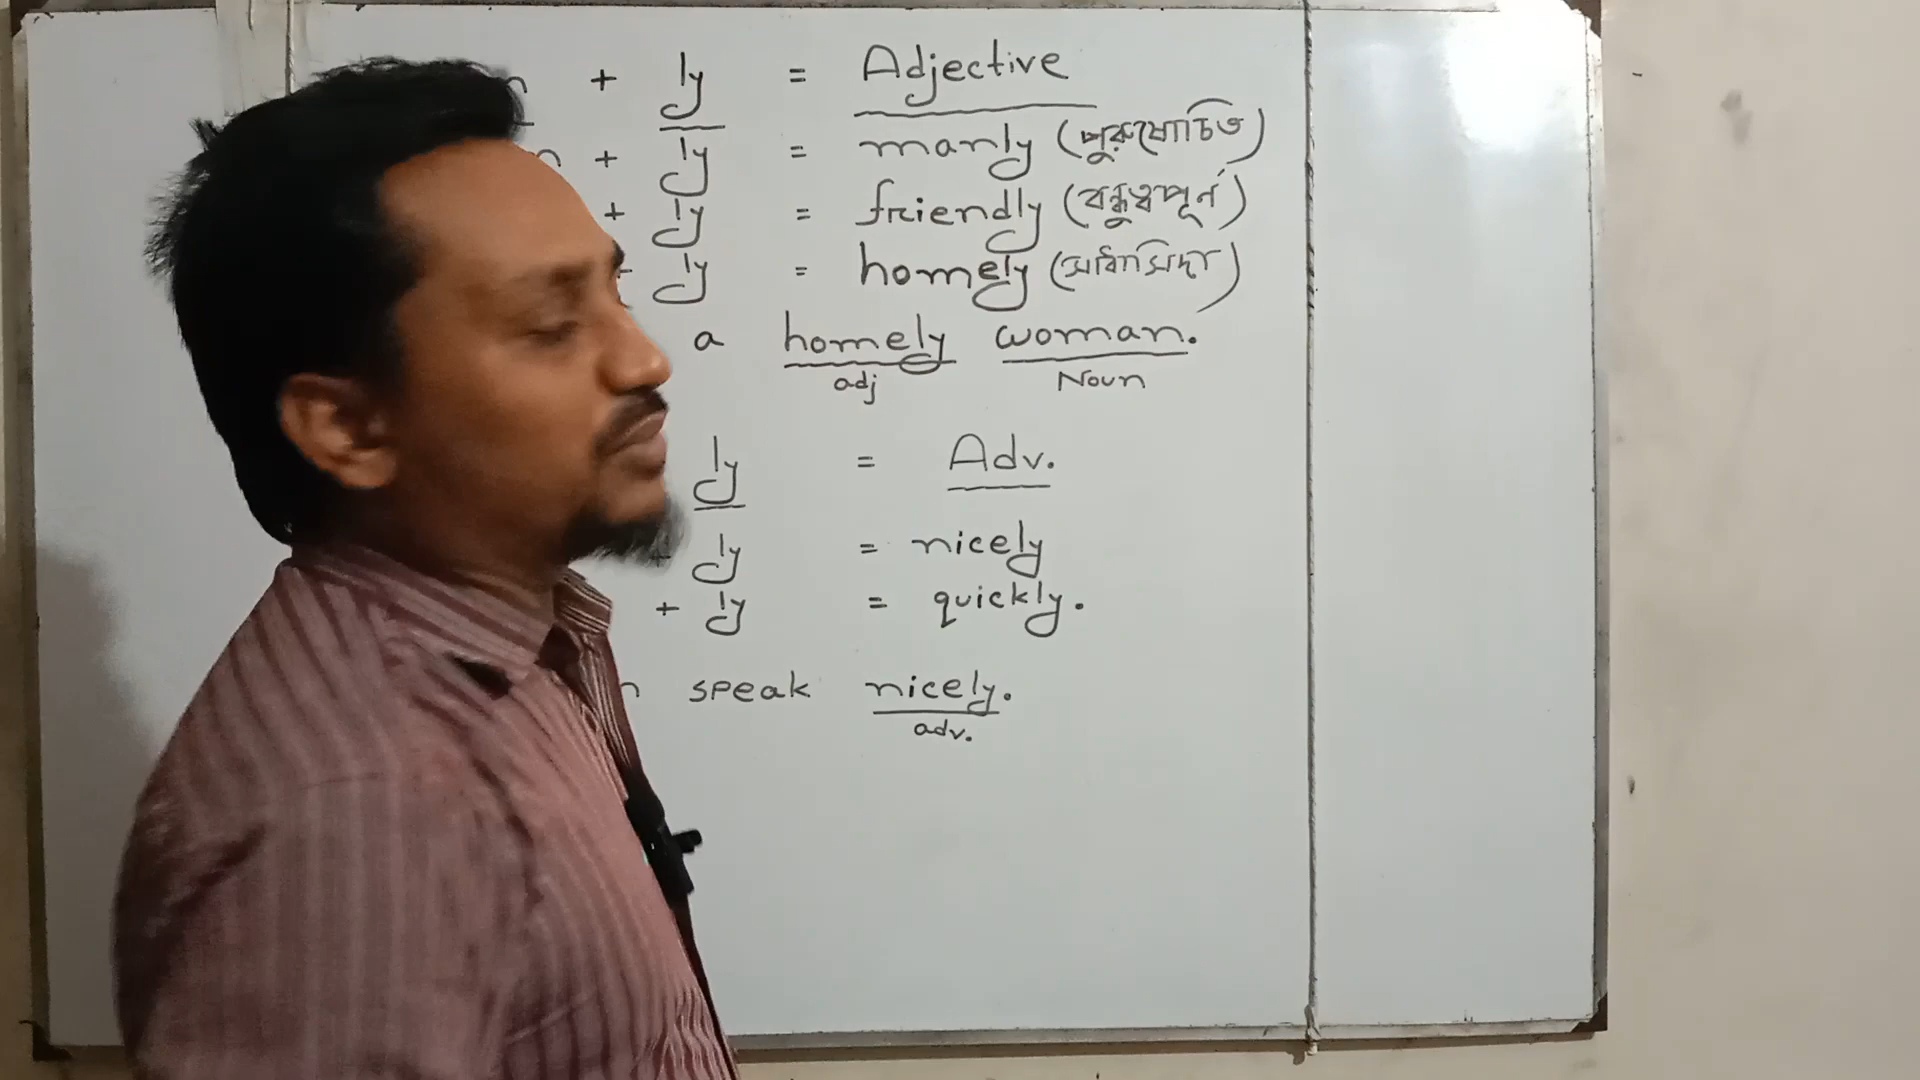 + ly = Adjective
+ ly = manly (পুরুষোচিত)
+ ly = friendly (বন্ধুত্বপূর্ণ)
ly = homely
a homely woman.
adj Noun
ly = Adv.
ly = nicely
+ ly = quickly.
speak nicely.
adv.